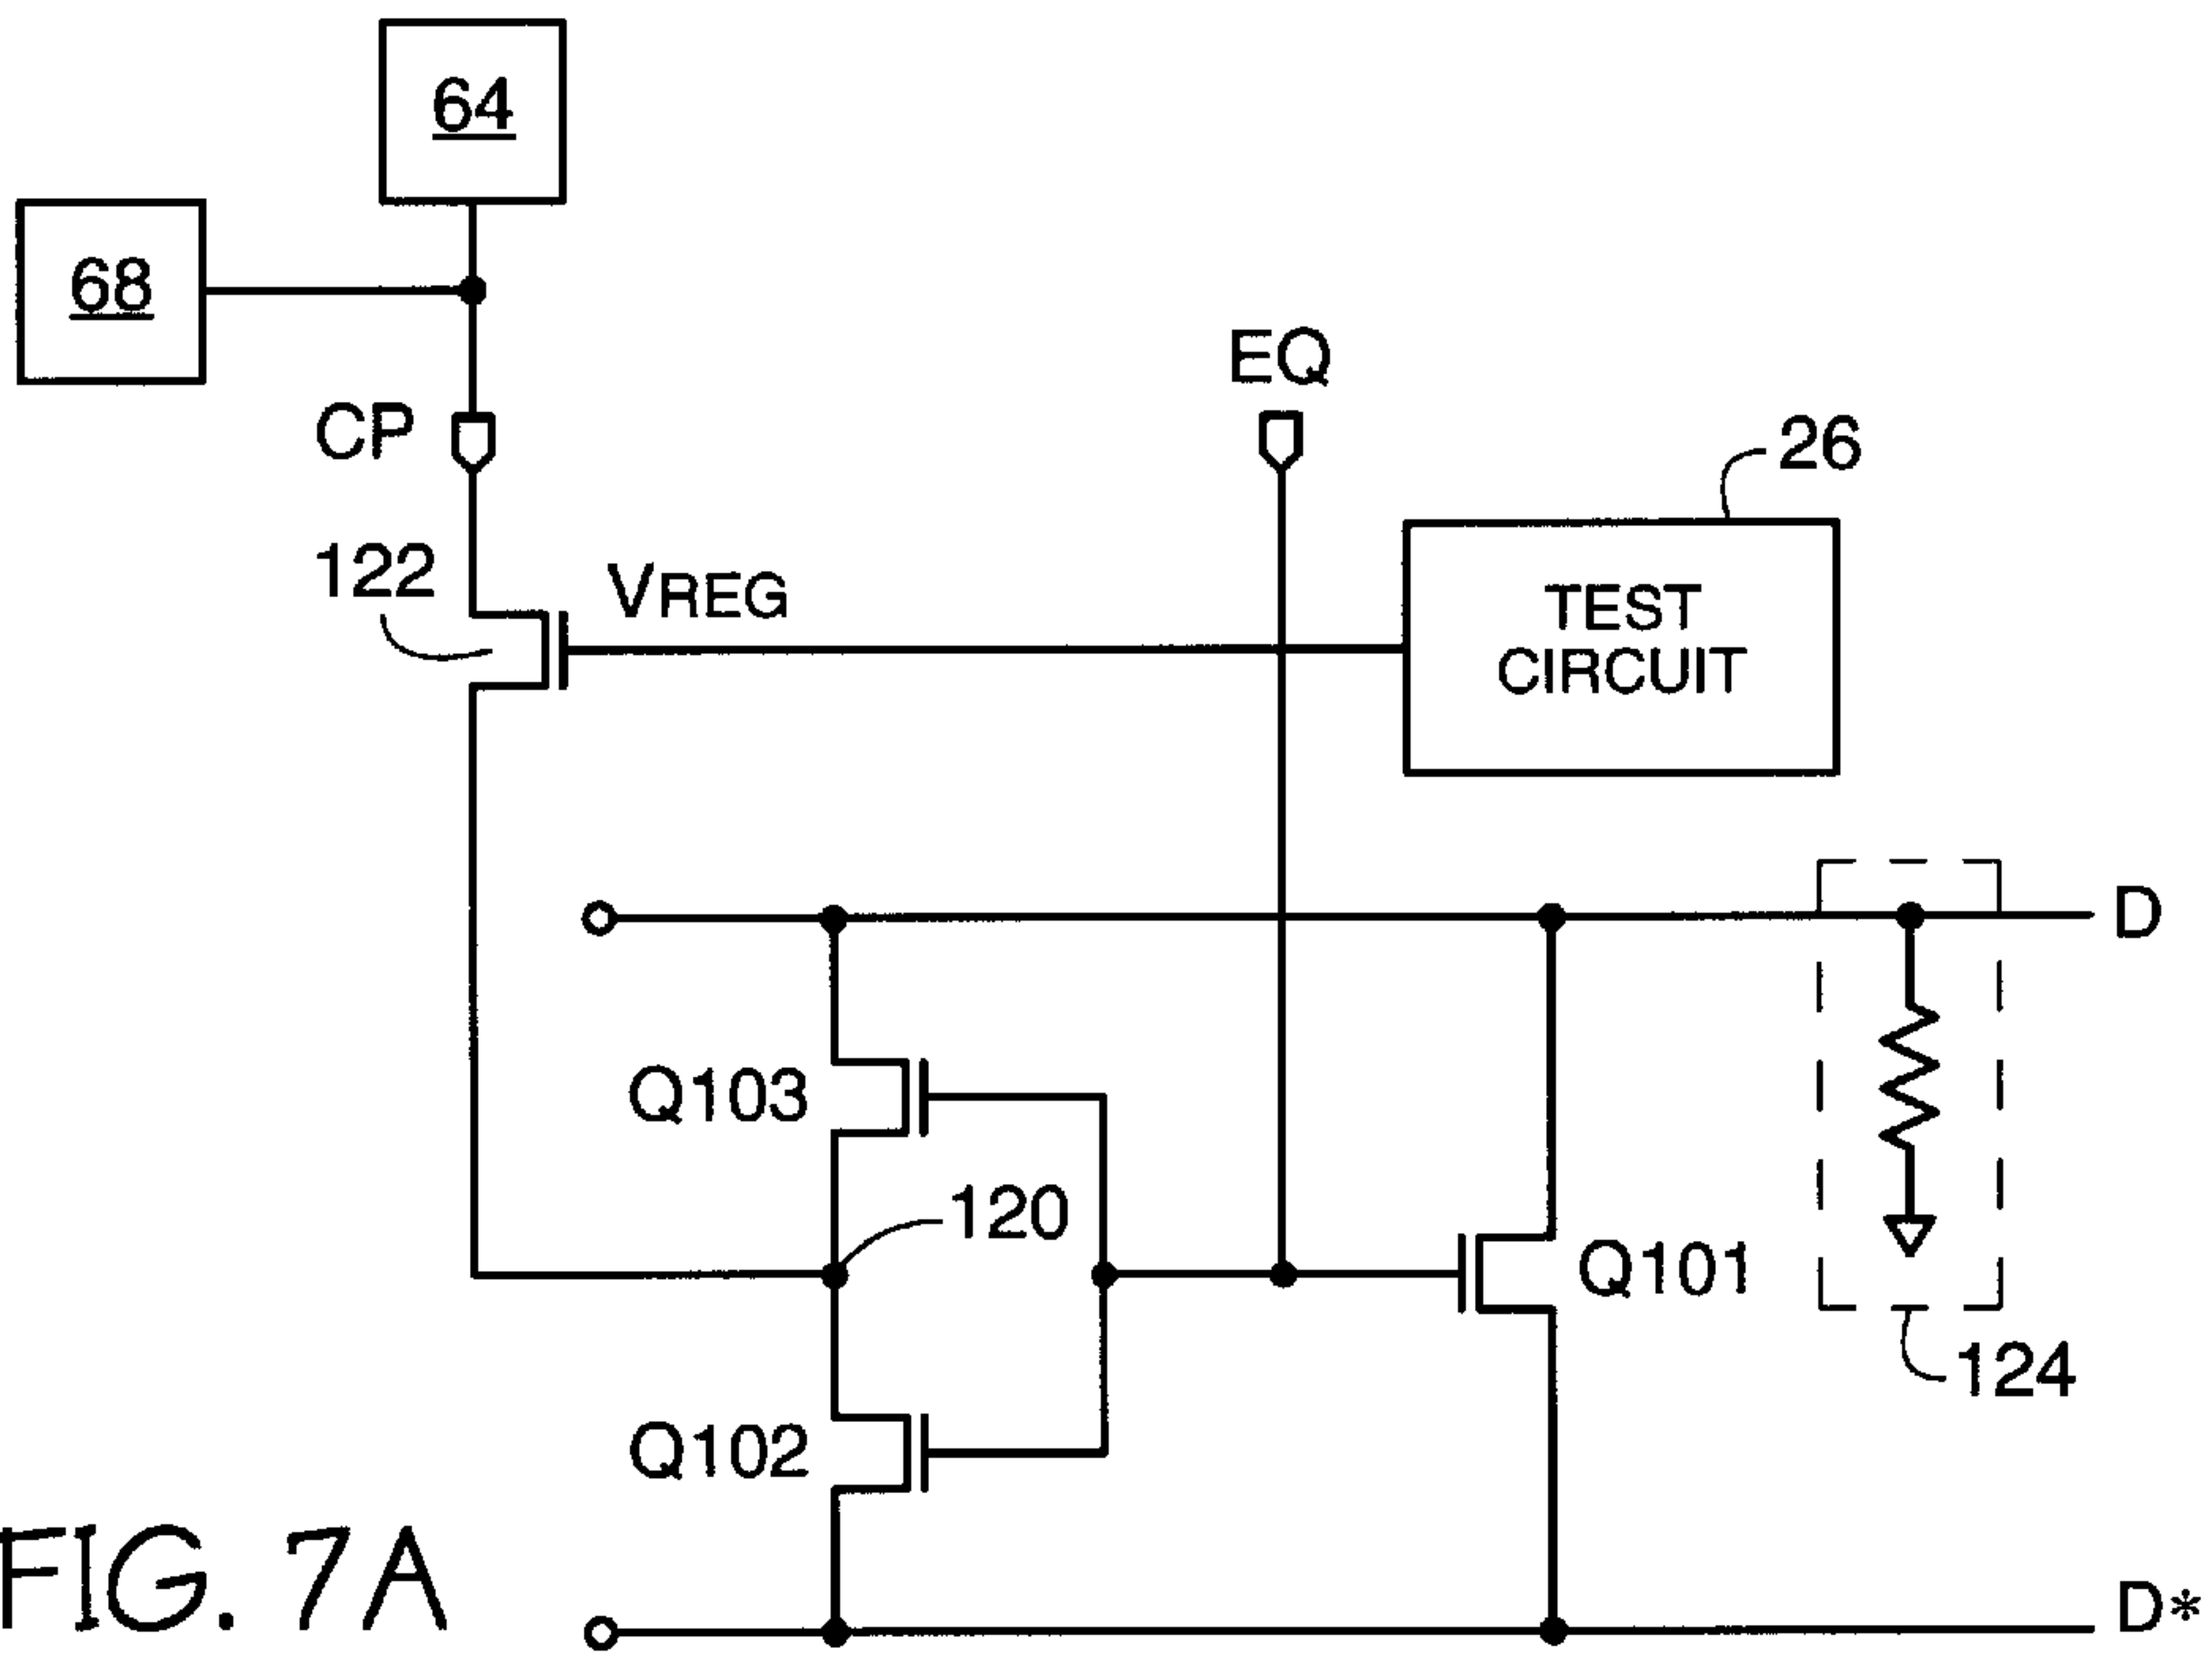 64
68
CP
EQ
26
122
VREG
TEST
CIRCUIT
D
Q103
120
Q101
124
Q102
FIG. 7A
D*